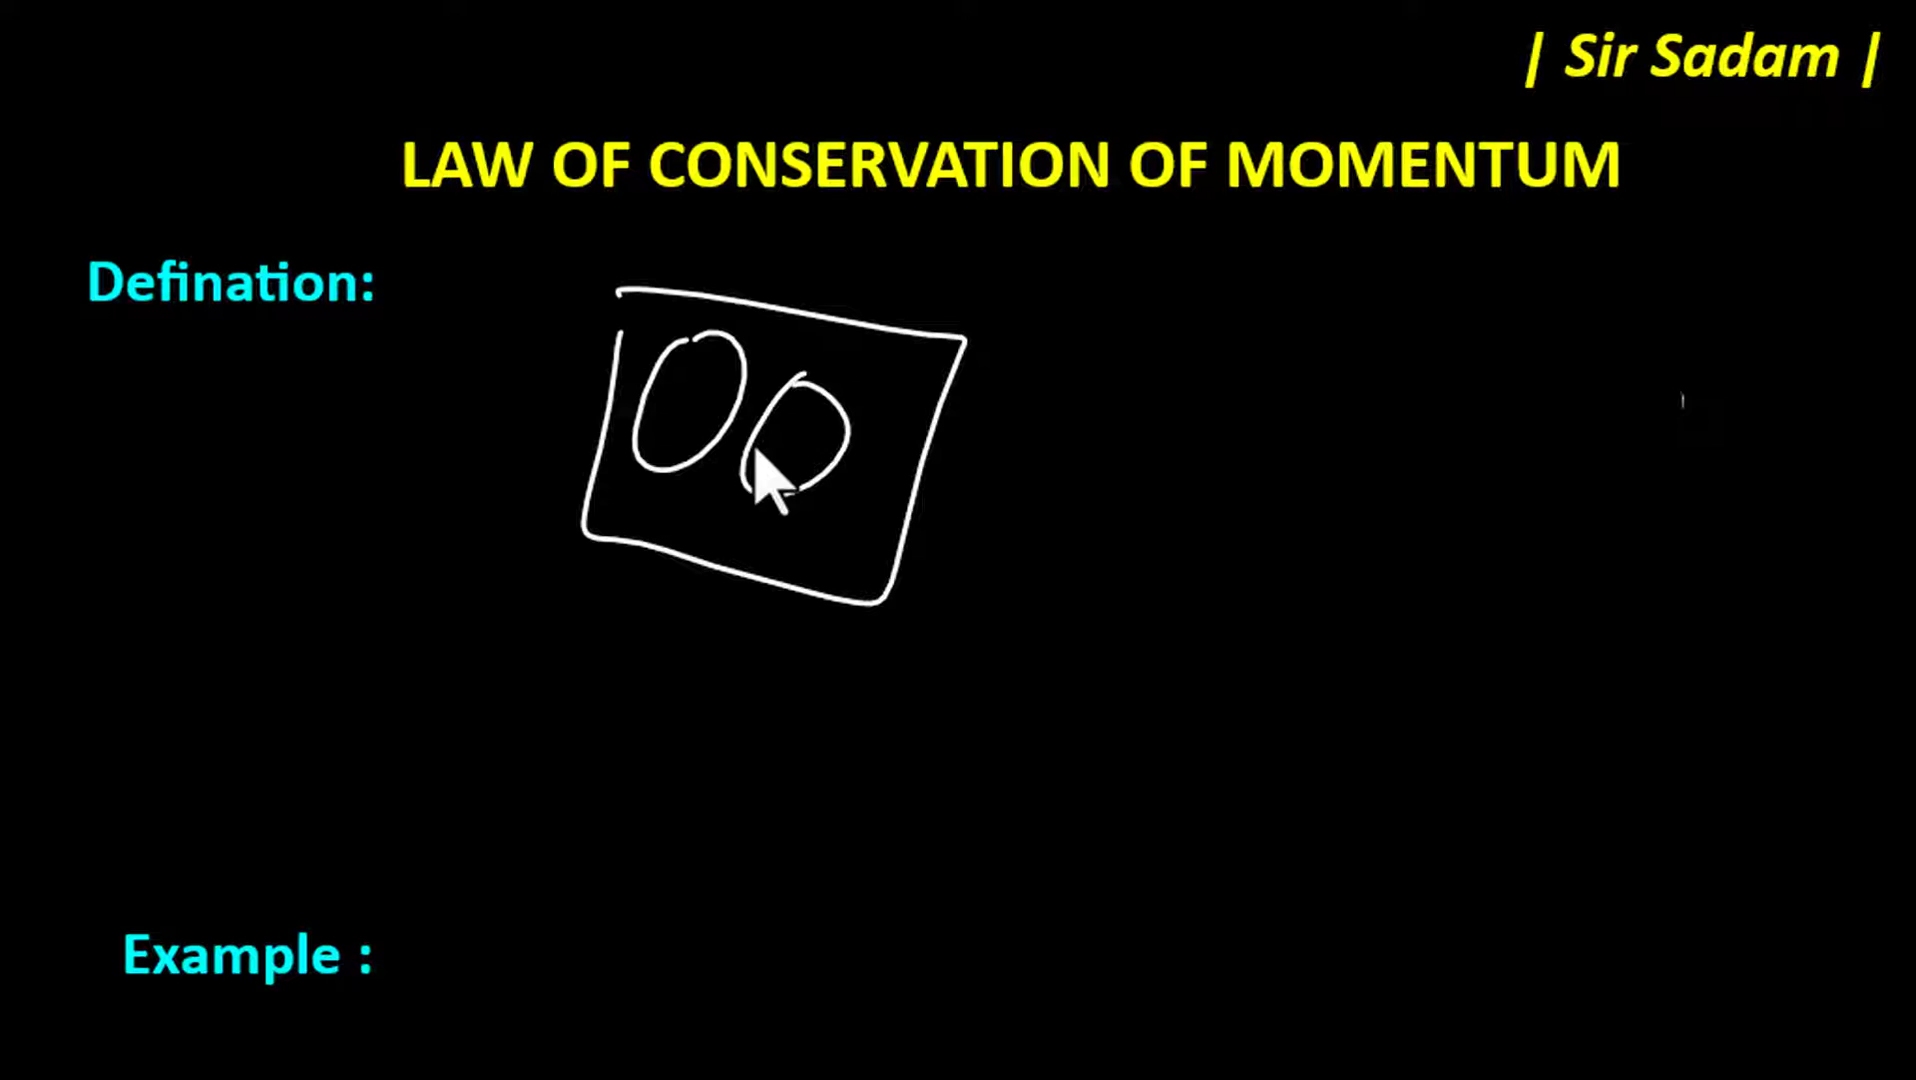 | Sir Sadam |
LAW OF CONSERVATION OF MOMENTUM
Defination:
Example :